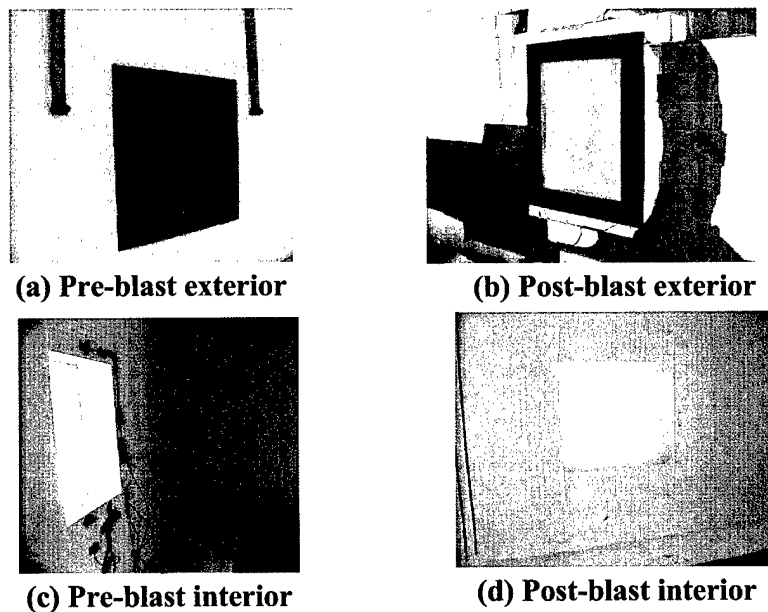 (a) Pre-blast exterior
(b) Post-blast exterior
(c) Pre-blast interior
(d) Post-blast interior